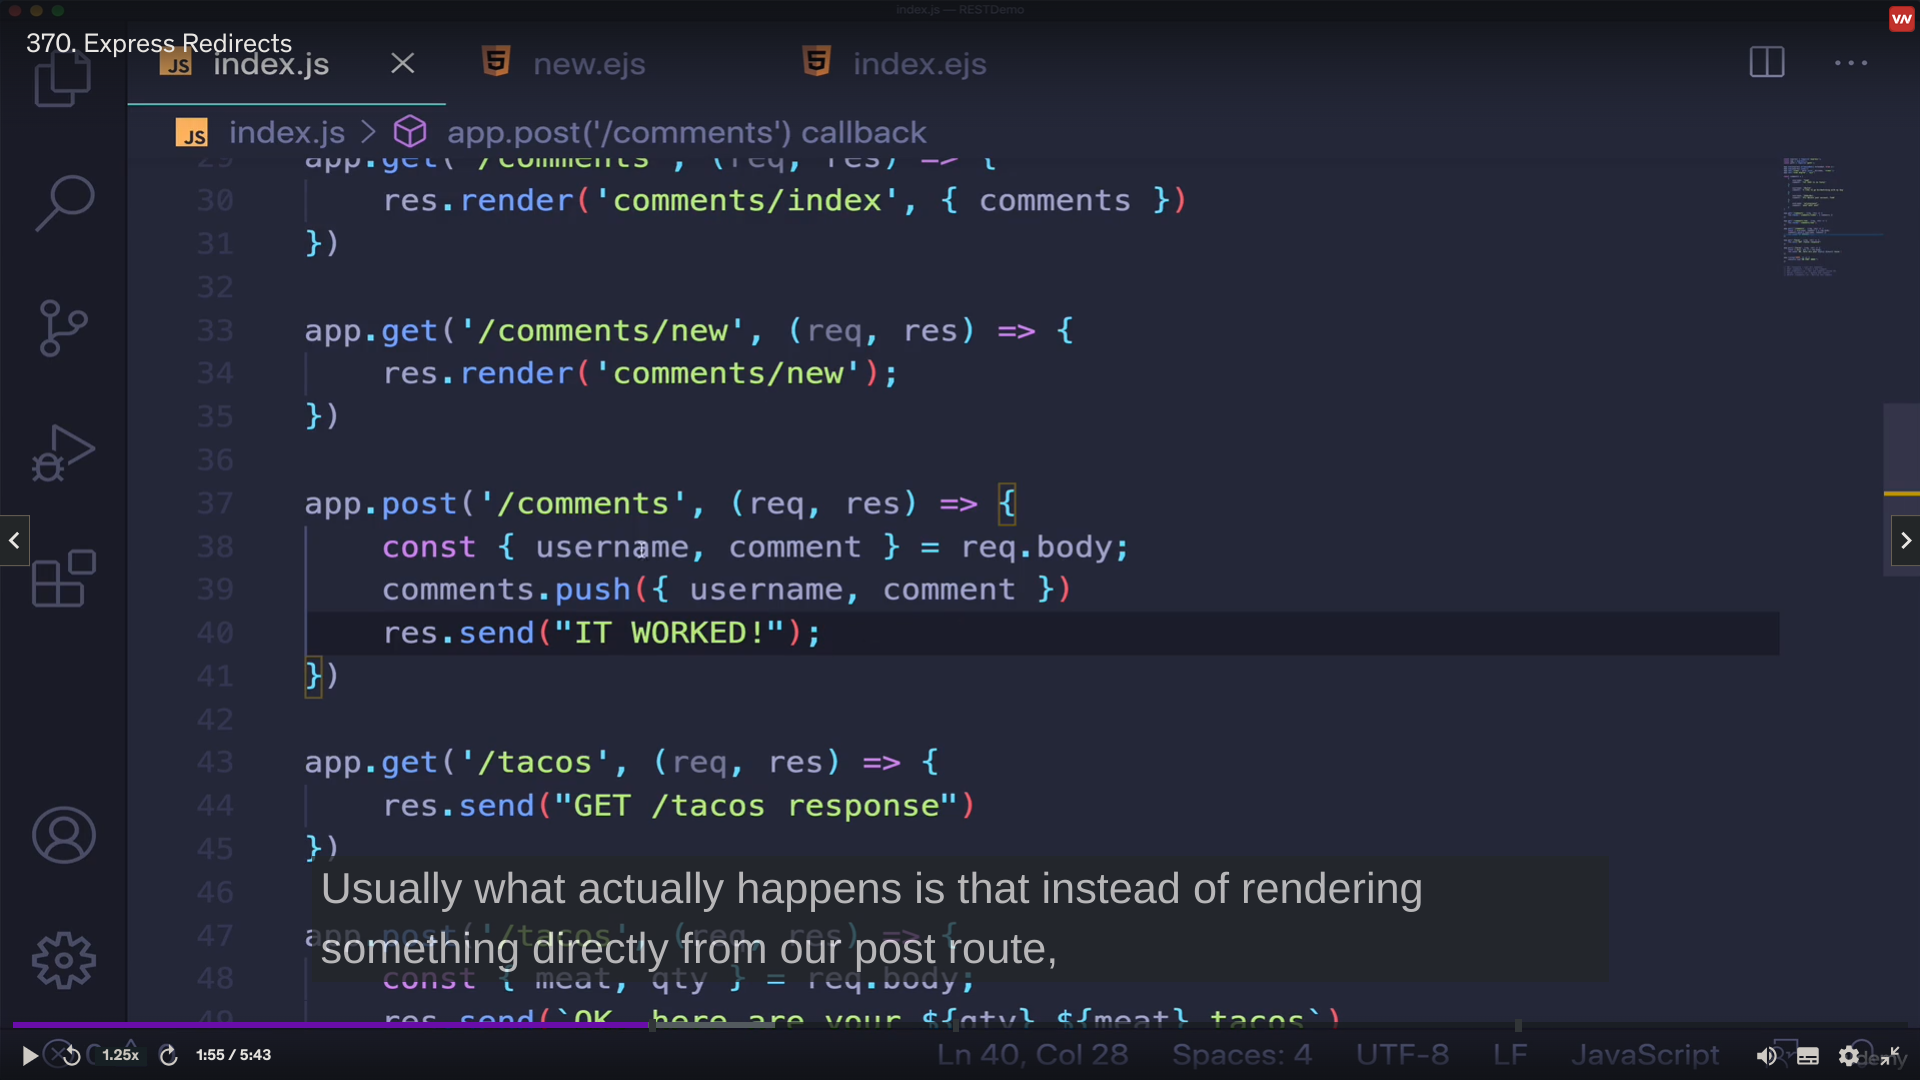 index.js — RESTDemo
370. Express Redirects
JS index.js
new.ejs
index.ejs
JS index.js > app.post('/comments') callback
29 app.get('/comments', (req, res) => {
30 res.render('comments/index', { comments })
31 })
32
33 app.get('/comments/new', (req, res) => {
34 res.render('comments/new');
35 })
36
37 app.post('/comments', (req, res) => {
38 const { username, comment } = req.body;
39 comments.push({ username, comment })
40 res.send("IT WORKED!");
41 })
42
43 app.get('/tacos', (req, res) => {
44 res.send("GET /tacos response")
45 })
46
Usually what actually happens is that instead of rendering
47 app.post('/tacos', (req, res) => {
something directly from our post route,
48 const { meat, qty } = req.body;
49 res.send(`OK, here are your ${qty} ${meat} tacos`)
1.25x 1:55 / 5:43
Ln 40, Col 28 Spaces: 4 UTF-8 LF JavaScript